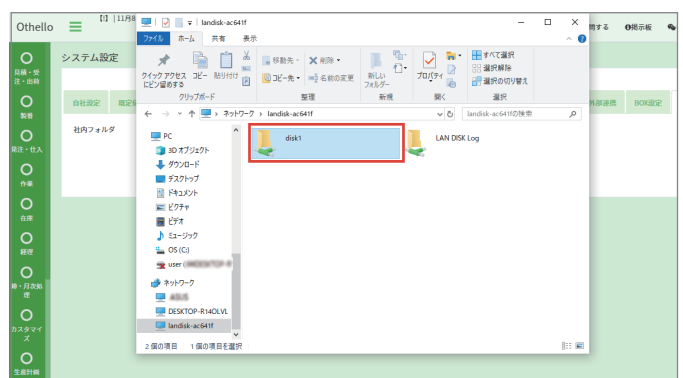 Othello
【!】 | 11月8
landisk-ac641f
問する
掲示板
ファイル ホーム 共有 表示
クイック アクセス
にピン留めする
コピー
貼り付け
移動先
コピー先
削除
名前の変更
新しい
フォルダー
プロパティ
開く
すべて選択
選択解除
選択の切り替え
クリップボード
整理
新規
選択
ネットワーク > landisk-ac641f
landisk-ac641fの検索
システム設定
自社設定
既定
外部連携
BOX設定
社内フォルダ
見積・受
注・出荷
製番
発注・仕入
作業
在庫
経理
カスタマイ
ズ
生産計画
PC
3D オブジェクト
ダウンロード
デスクトップ
ドキュメント
ピクチャ
ビデオ
ミュージック
OS (C:)
user (
ネットワーク
ASUS
DESKTOP-R14OLVL
landisk-ac641f
disk1
LAN DISK Log
2 個の項目
1 個の項目を選択